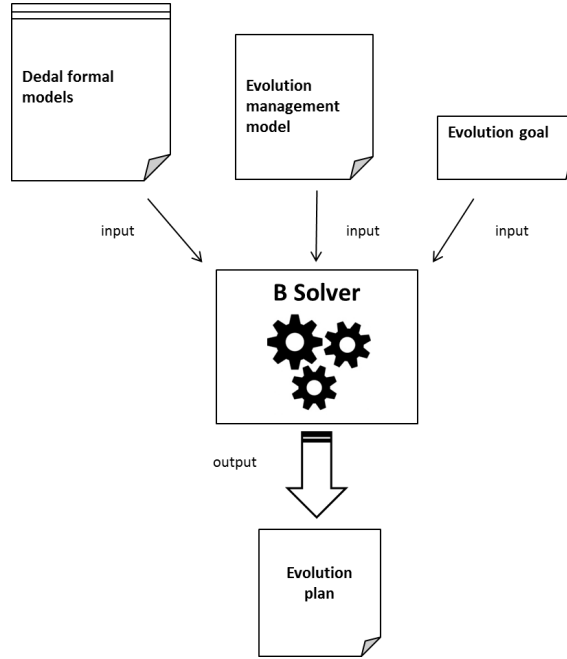 Dedal formal
models
Evolution
management
model
Evolution goal
input
input
input
B Solver
output
Evolution
plan